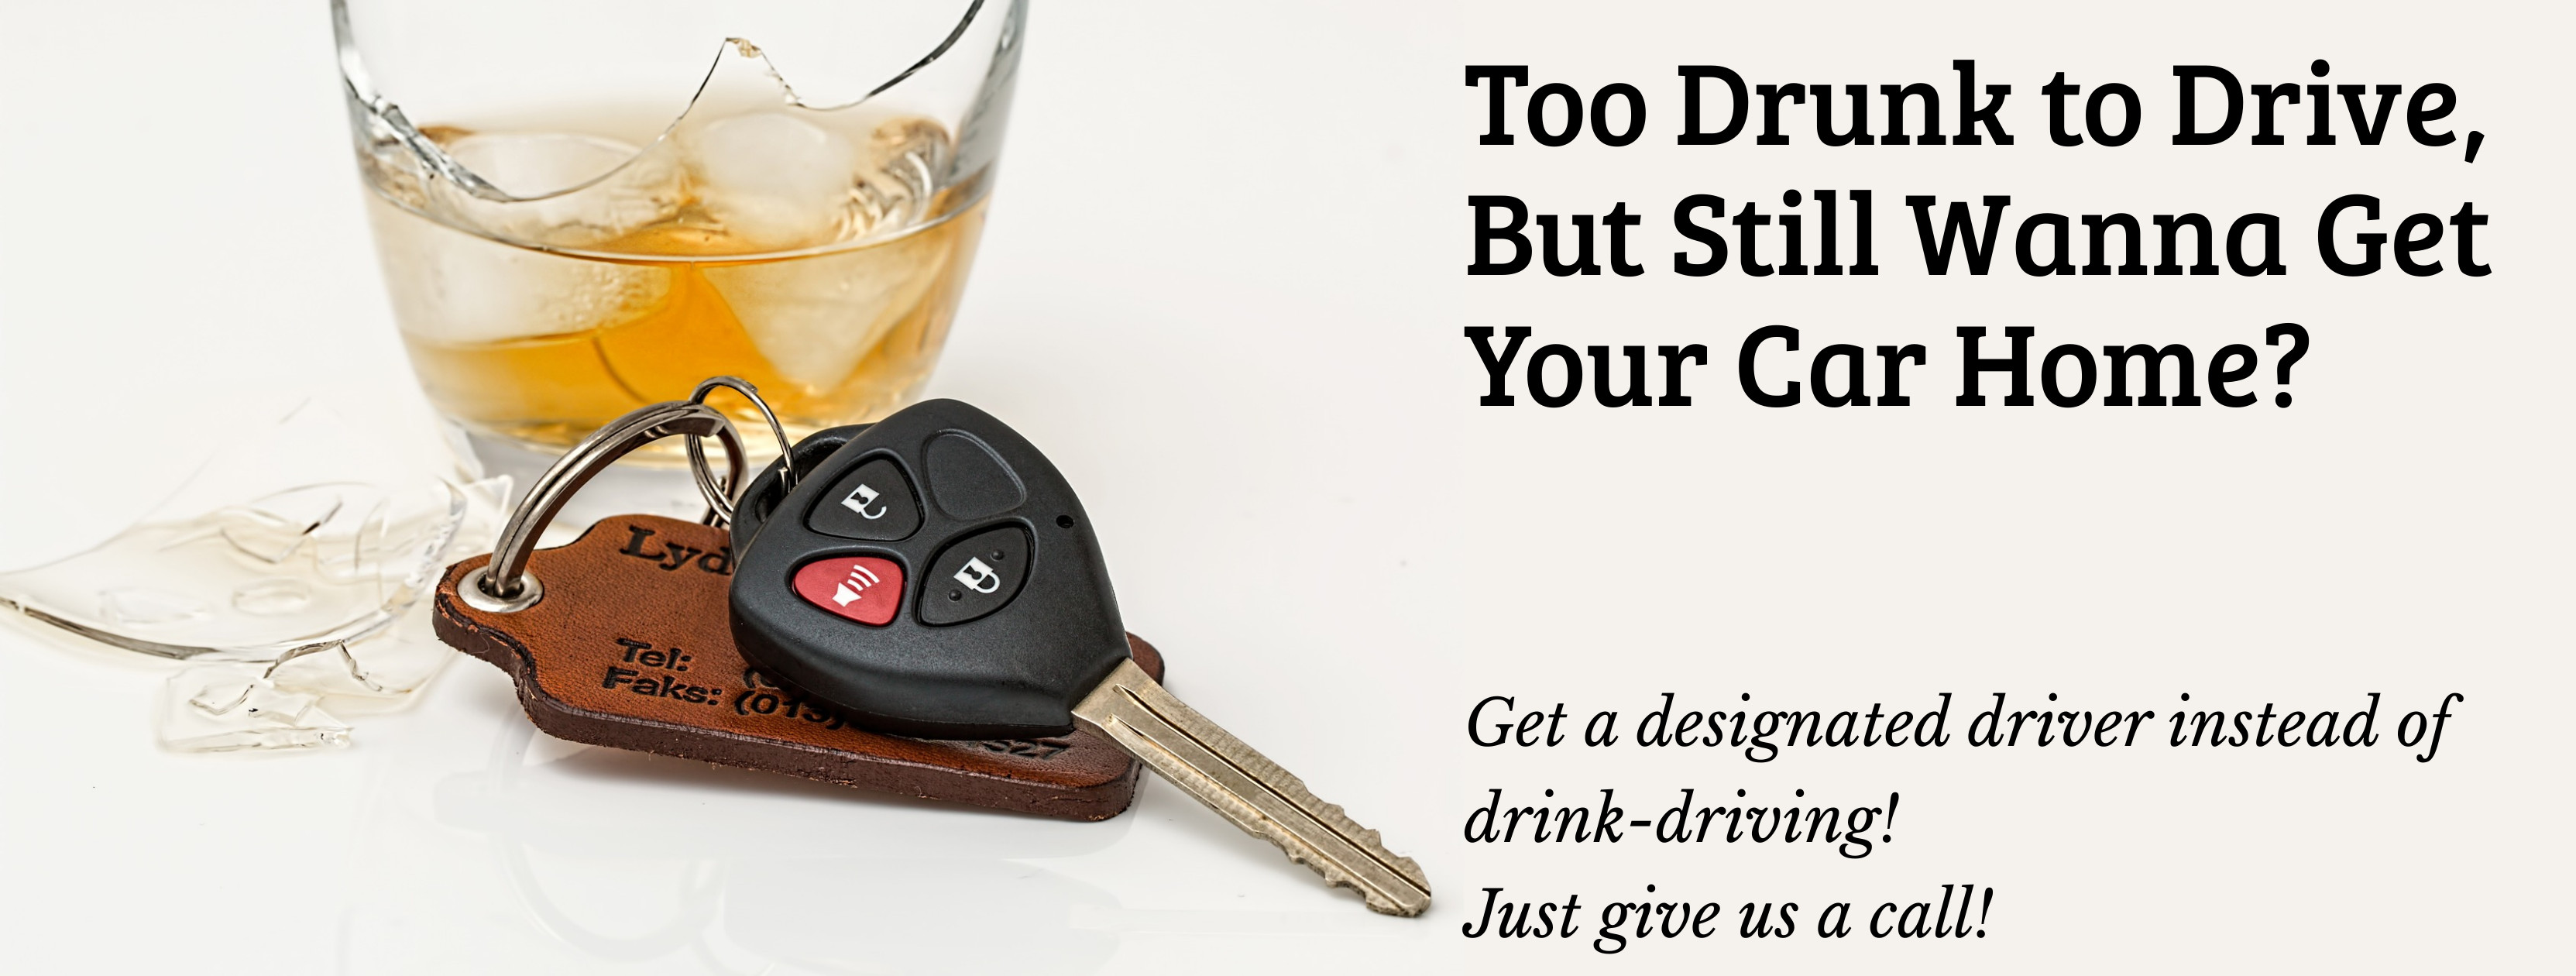 Too Drunk to Drive,
But Still Wanna Get
Your Car Home?
Get a designated driver instead of
drink-driving!
Just give us a call!
Tel:
Faks: (015)